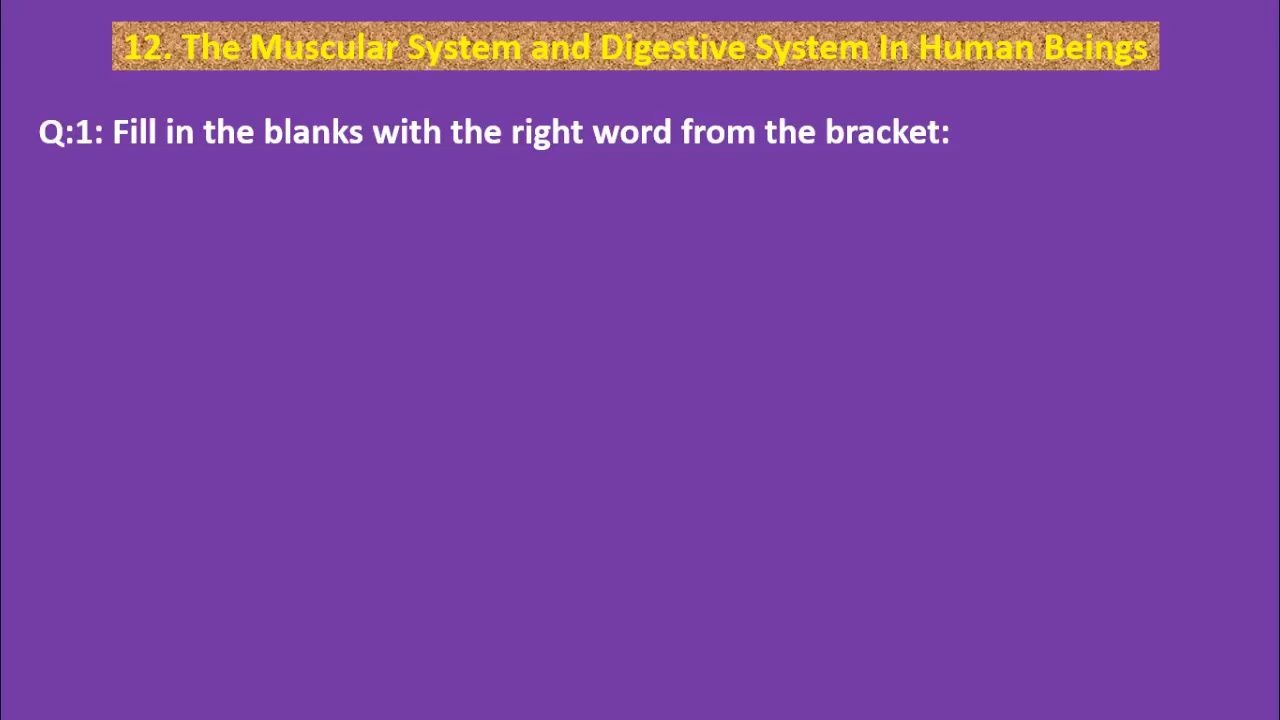 12. The Muscular System and Digestive System In Human Beings
Q:1: Fill in the blanks with the right word from the bracket: